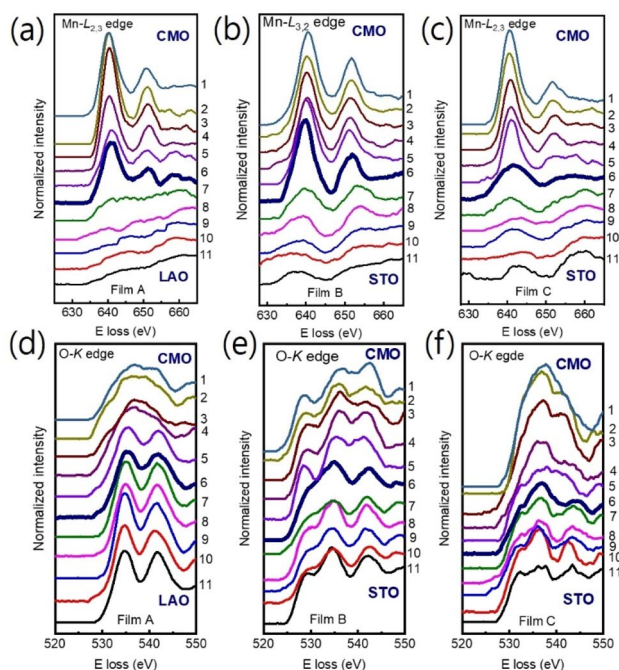 (a)
Mn-L2,3 edge
CMO
1
2
3
4
5
6
7
8
9
10
11
Normalized intensity
LAO
Film A
630 640 650 660
E loss (eV)
(b)
Mn-L3,2 edge
CMO
1
2
3
4
5
6
7
8
9
10
11
Normalized intensity
Film B
STO
630 640 650 660
E loss (eV)
(c)
Mn-L2,3 edge
CMO
1
2
3
4
5
6
7
8
9
10
11
Normalized intensity
Film C
STO
630 640 650 660
E loss (eV)
(d)
O-K edge
CMO
1
2
3
4
5
6
7
8
10
11
Normalized intensity
Film A
LAO
520 530 540 550
E loss (eV)
(e)
O-K edge
CMO
1
2
3
4
5
6
7
8
9
10
11
Normalized intensity
Film B
STO
520 530 540 550
E loss (eV)
(f)
O-K egde
CMO
1
2
3
4
5
6
7
8
9
10
11
Normalized intensity
Film C
STO
520 530 540 550
E loss (eV)